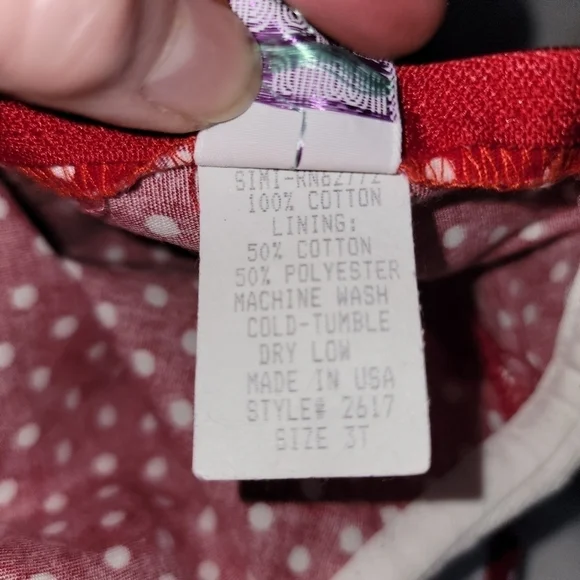 SIMI-RN62772
100% COTTON
LINING:
50% COTTON
50% POLYESTER
MACHINE WASH
COLD-TUMBLE
DRY LOW
MADE IN USA
STYLE# 2617
SIZE 3T